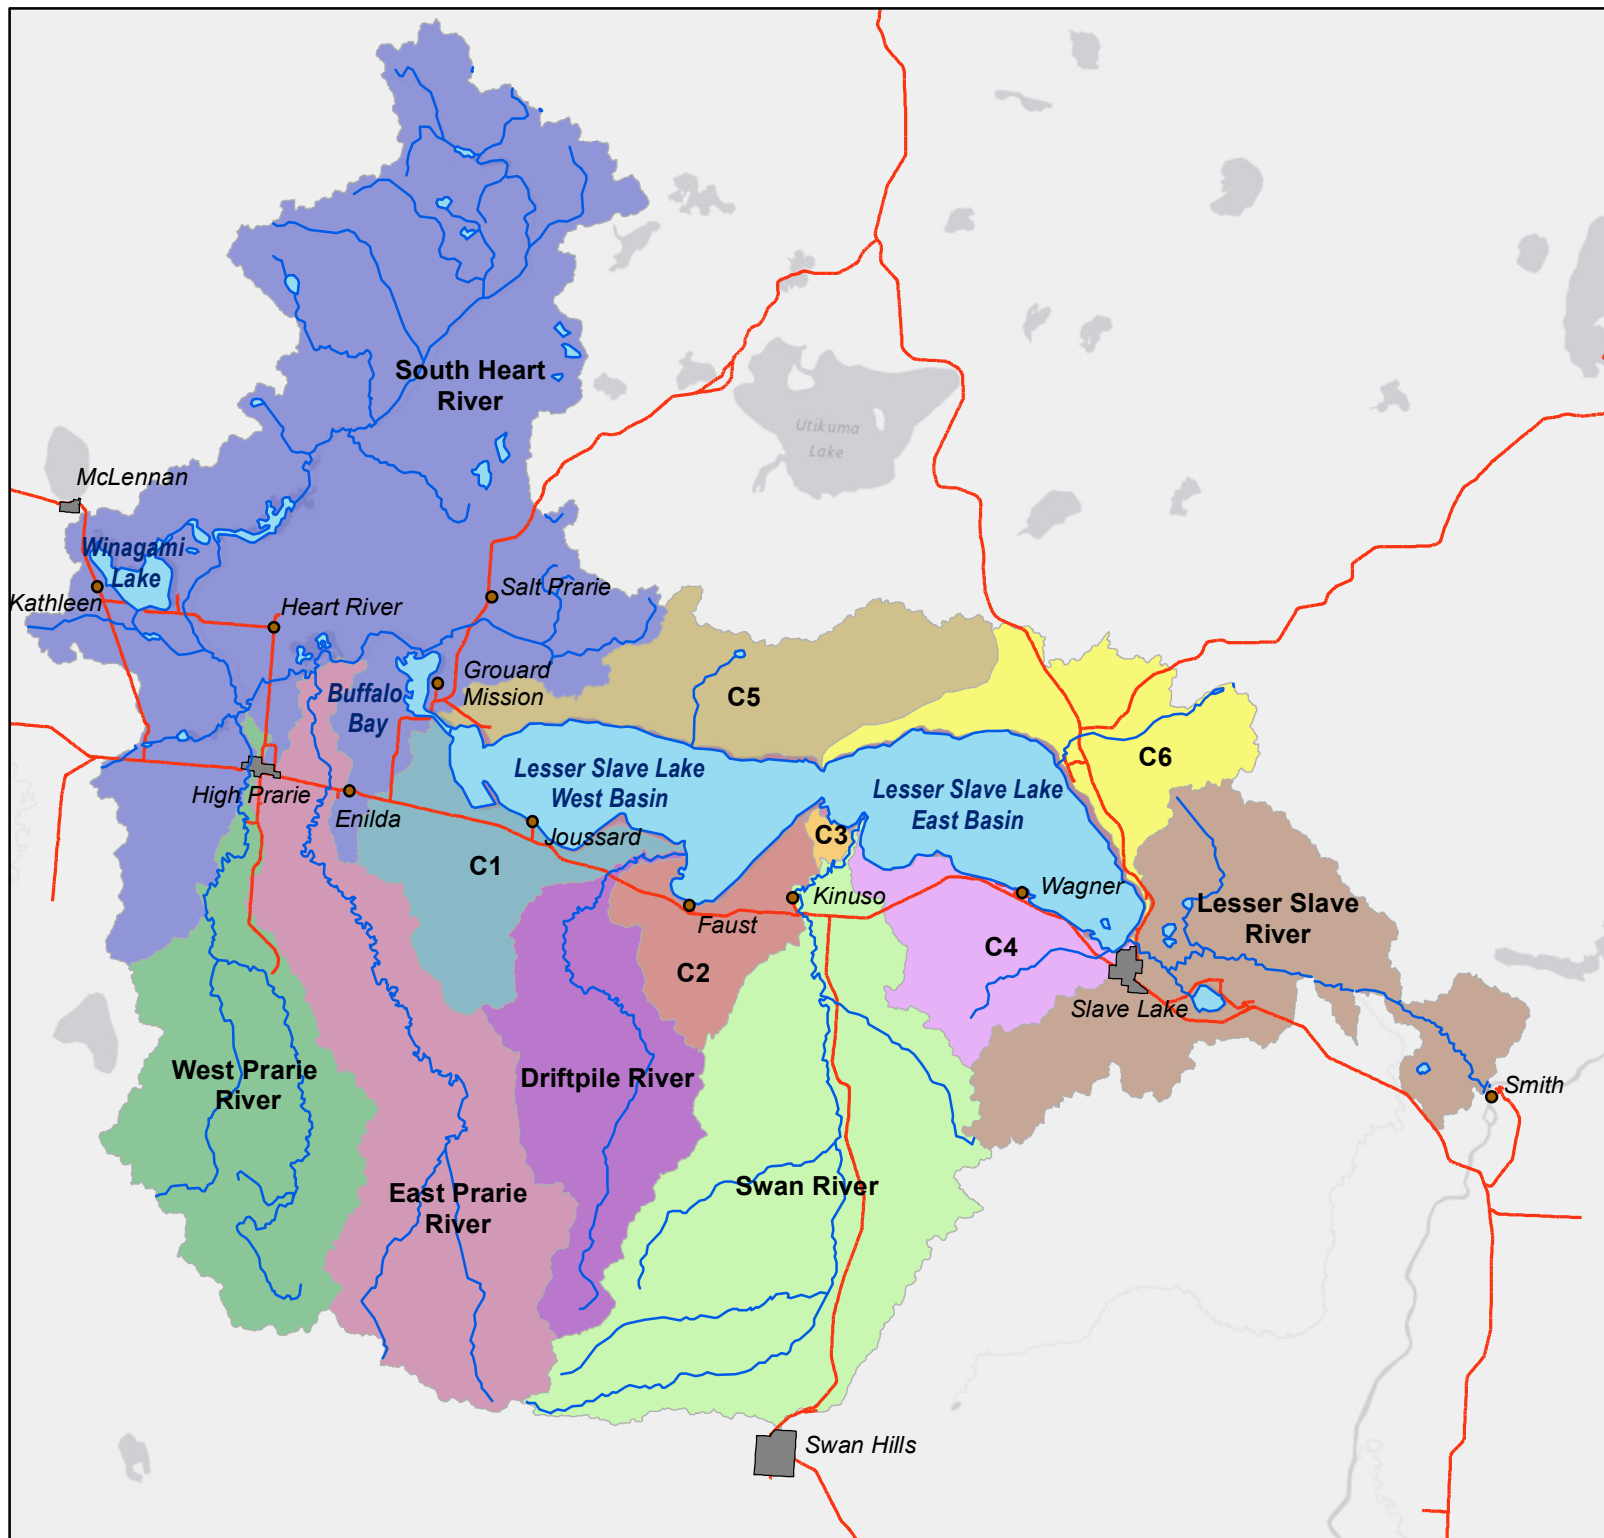 South Heart
River
Utikuma
Lake
McLennan
Winagami
Lake
Kathleen
Salt Prarie
Heart River
Grouard
Mission
Buffalo
Bay
C5
C6
Lesser Slave Lake
West Basin
Lesser Slave Lake
East Basin
High Prarie
Enilda
Joussard
C3
C1
Kinuso
Wagner
Faust
Lesser Slave
River
C4
C2
Slave Lake
West Prarie
River
Driftpile River
Smith
East Prarie
River
Swan River
Swan Hills